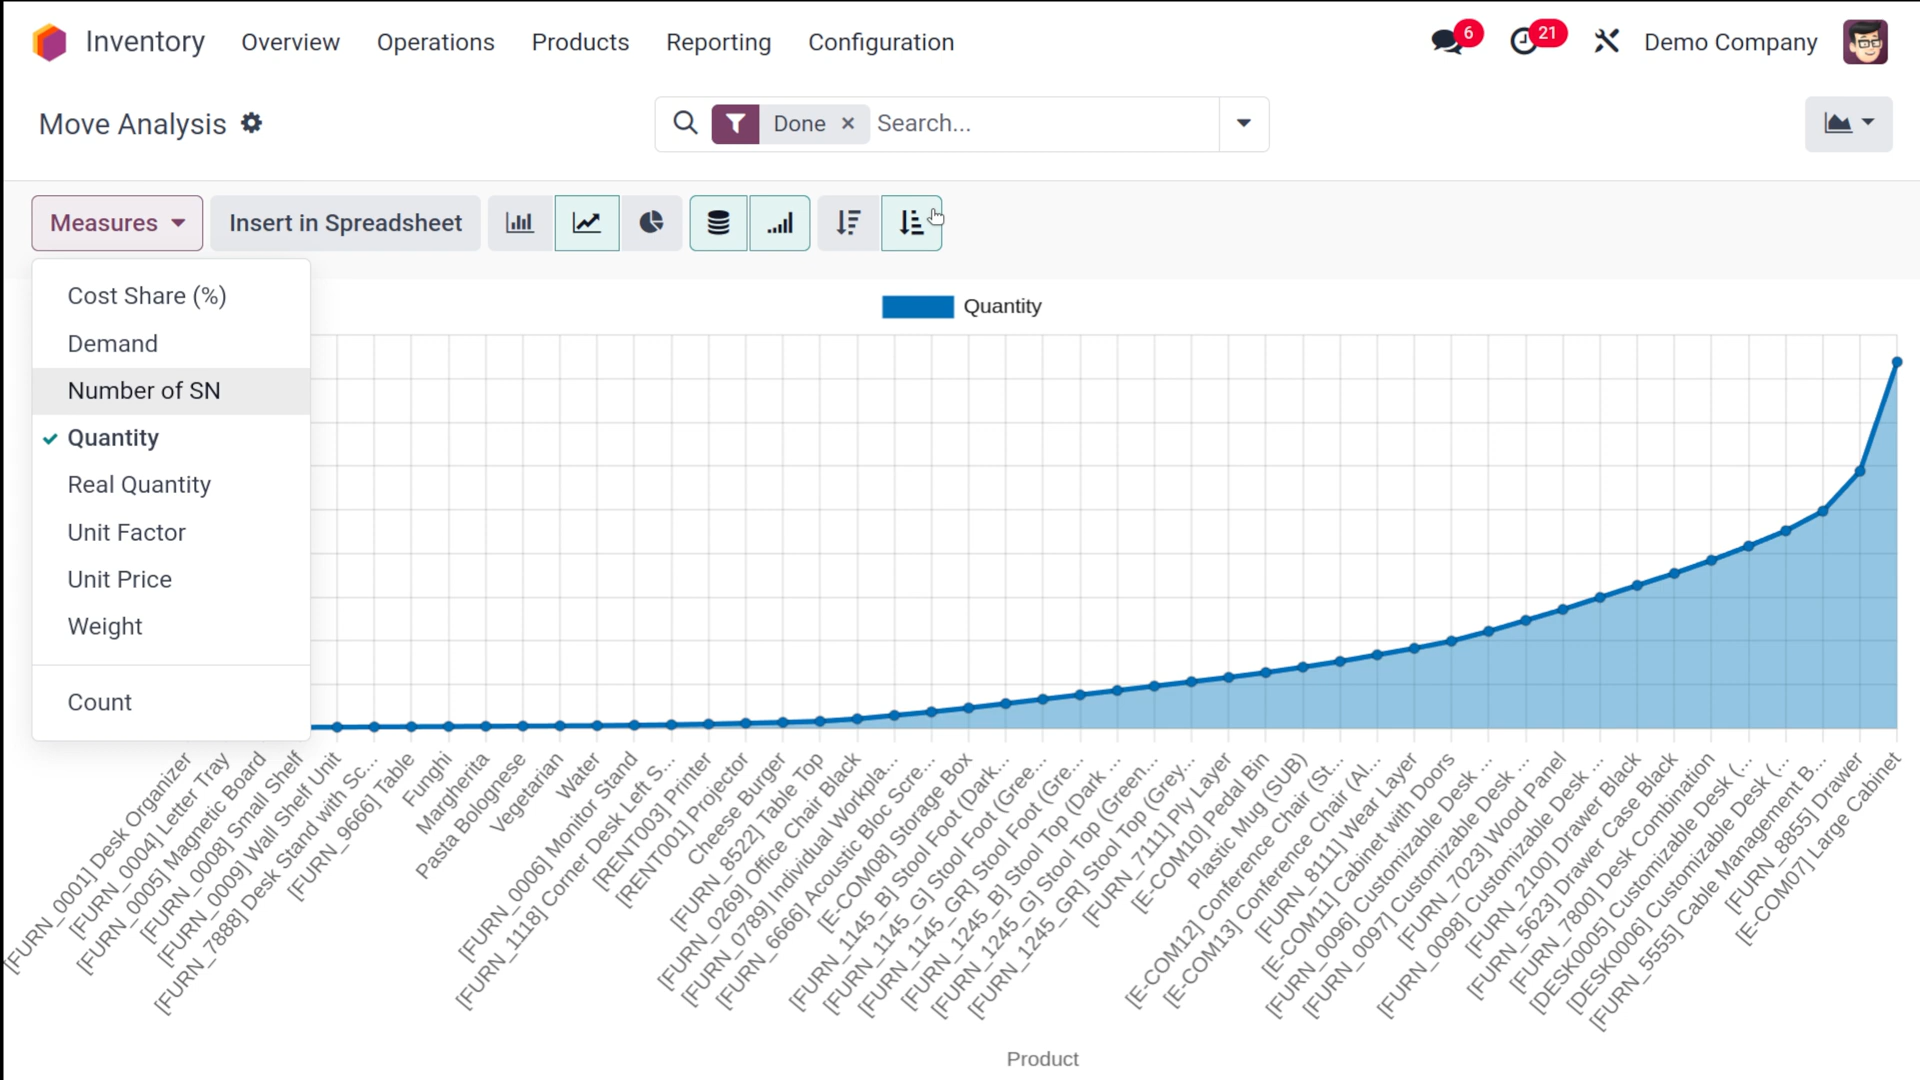 Inventory Overview Operations Products Reporting Configuration 6 21 Demo Company
Move Analysis Done × Search...
Measures Insert in Spreadsheet
Cost Share (%)
Demand
Number of SN
Quantity
Real Quantity
Unit Factor
Unit Price
Weight
Count
Quantity
[FURN_0001] Desk Organizer
[FURN_0004] Letter Tray
[FURN_0005] Magnetic Board
[FURN_0008] Small Shelf
[FURN_0009] Wall Shelf Unit
[FURN_7888] Desk Stand with Sc...
[FURN_9666] Table
Funghi
Margherita
Pasta Bolognese
Vegetarian
Water
[FURN_0006] Monitor Stand
[FURN_1118] Corner Desk Left S...
[RENT003] Printer
[RENT001] Projector
Cheese Burger
[FURN_8522] Table Top
[FURN_0269] Office Chair Black
[FURN_0789] Individual Workpla...
[FURN_6666] Acoustic Bloc Scre...
[E-COM08] Storage Box
[FURN_1145_B] Stool Foot (Dark...
[FURN_1145_G] Stool Foot (Gree...
[FURN_1145_GR] Stool Foot (Gre...
[FURN_1245_B] Stool Top (Dark ...
[FURN_1245_G] Stool Top (Green...
[FURN_1245_GR] Stool Top (Grey...
[FURN_7111] Ply Layer
[E-COM10] Pedal Bin
Plastic Mug (SUB)
[E-COM12] Conference Chair (St...
[E-COM13] Conference Chair (Al...
[FURN_8111] Wear Layer
[E-COM11] Cabinet with Doors
[FURN_0096] Customizable Desk ...
[FURN_0097] Customizable Desk ...
[FURN_7023] Wood Panel
[FURN_0098] Customizable Desk ...
[FURN_2100] Drawer Black
[FURN_5623] Drawer Case Black
[FURN_7800] Desk Combination
[DESK0005] Customizable Desk (...
[DESK0006] Customizable Desk (...
[FURN_5555] Cable Management B...
[FURN_8855] Drawer
[E-COM07] Large Cabinet
Product